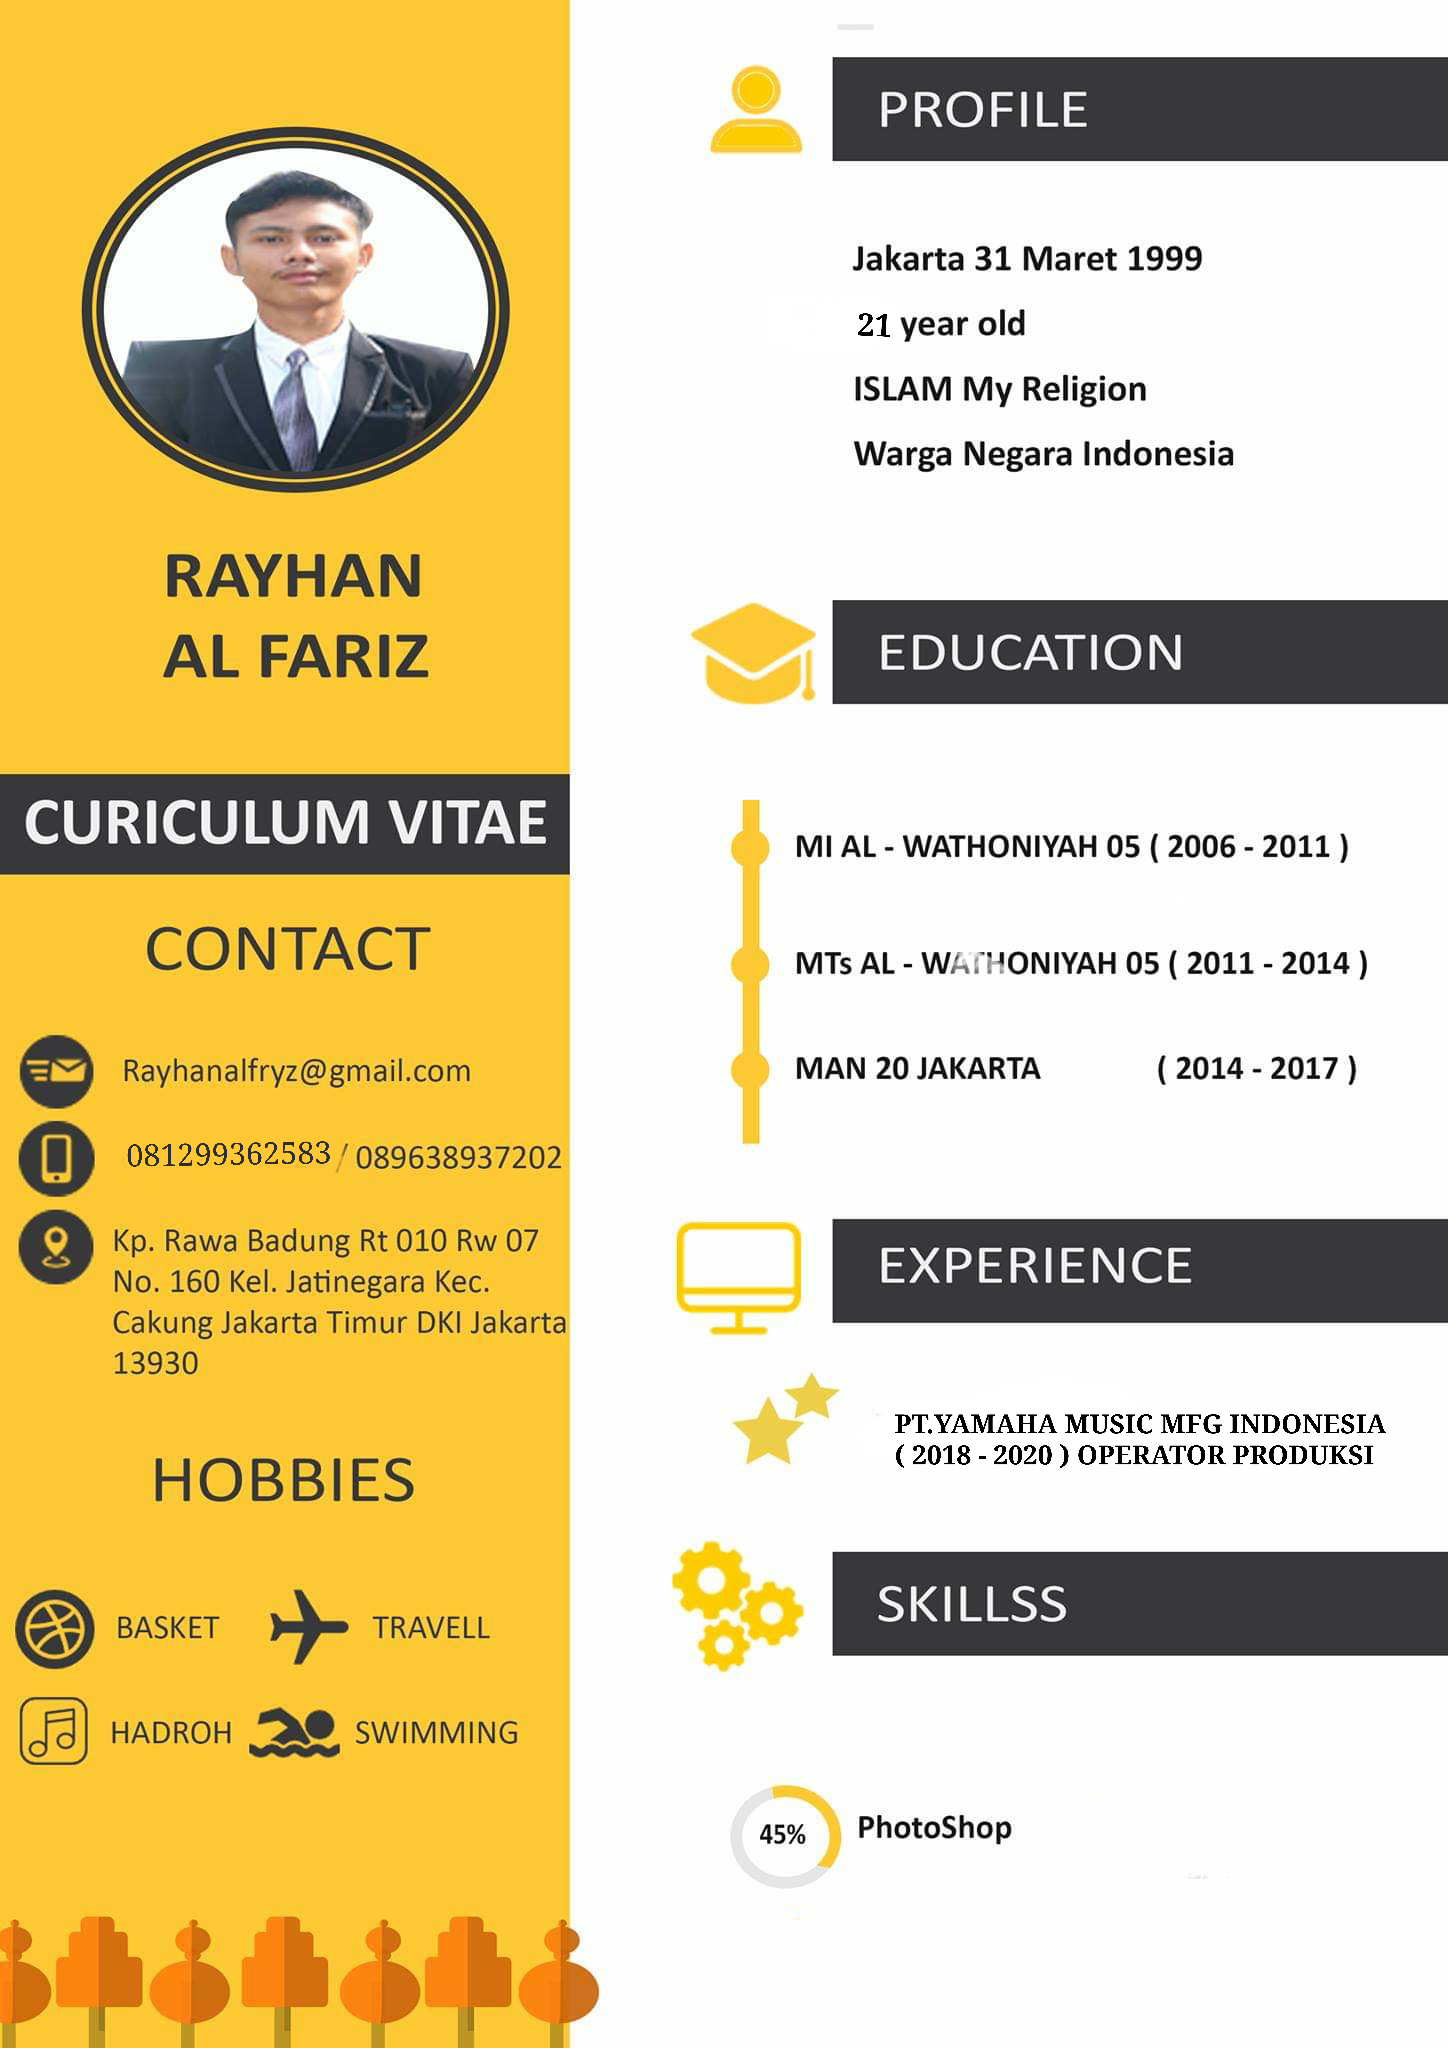 RAYHAN
AL FARIZ
CURICULUM VITAE
CONTACT
Rayhanalfryz@gmail.com
081299362583 / 089638937202
Kp. Rawa Badung Rt 010 Rw 07
No. 160 Kel. Jatinegara Kec.
Cakung Jakarta Timur DKI Jakarta
13930
HOBBIES
BASKET
TRAVELL
HADROH
SWIMMING
PROFILE
Jakarta 31 Maret 1999
21 year old
ISLAM My Religion
Warga Negara Indonesia
EDUCATION
MI AL - WATHONIYAH 05 ( 2006 - 2011 )
MTs AL - WATHONIYAH 05 ( 2011 - 2014 )
MAN 20 JAKARTA ( 2014 - 2017 )
EXPERIENCE
PT.YAMAHA MUSIC MFG INDONESIA
( 2018 - 2020 ) OPERATOR PRODUKSI
SKILLSS
45% PhotoShop